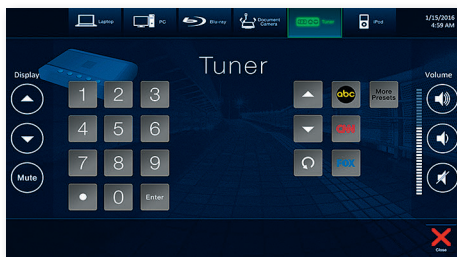 Laptop
PC
Blu-ray
Document
Camera
Tuner
iPod
1/15/2016
4:59 AM
Tuner
Display
Volume
1 2 3
abc
More
Presets
4 5 6
7 8 9
FOX
Mute
0 Enter
Close